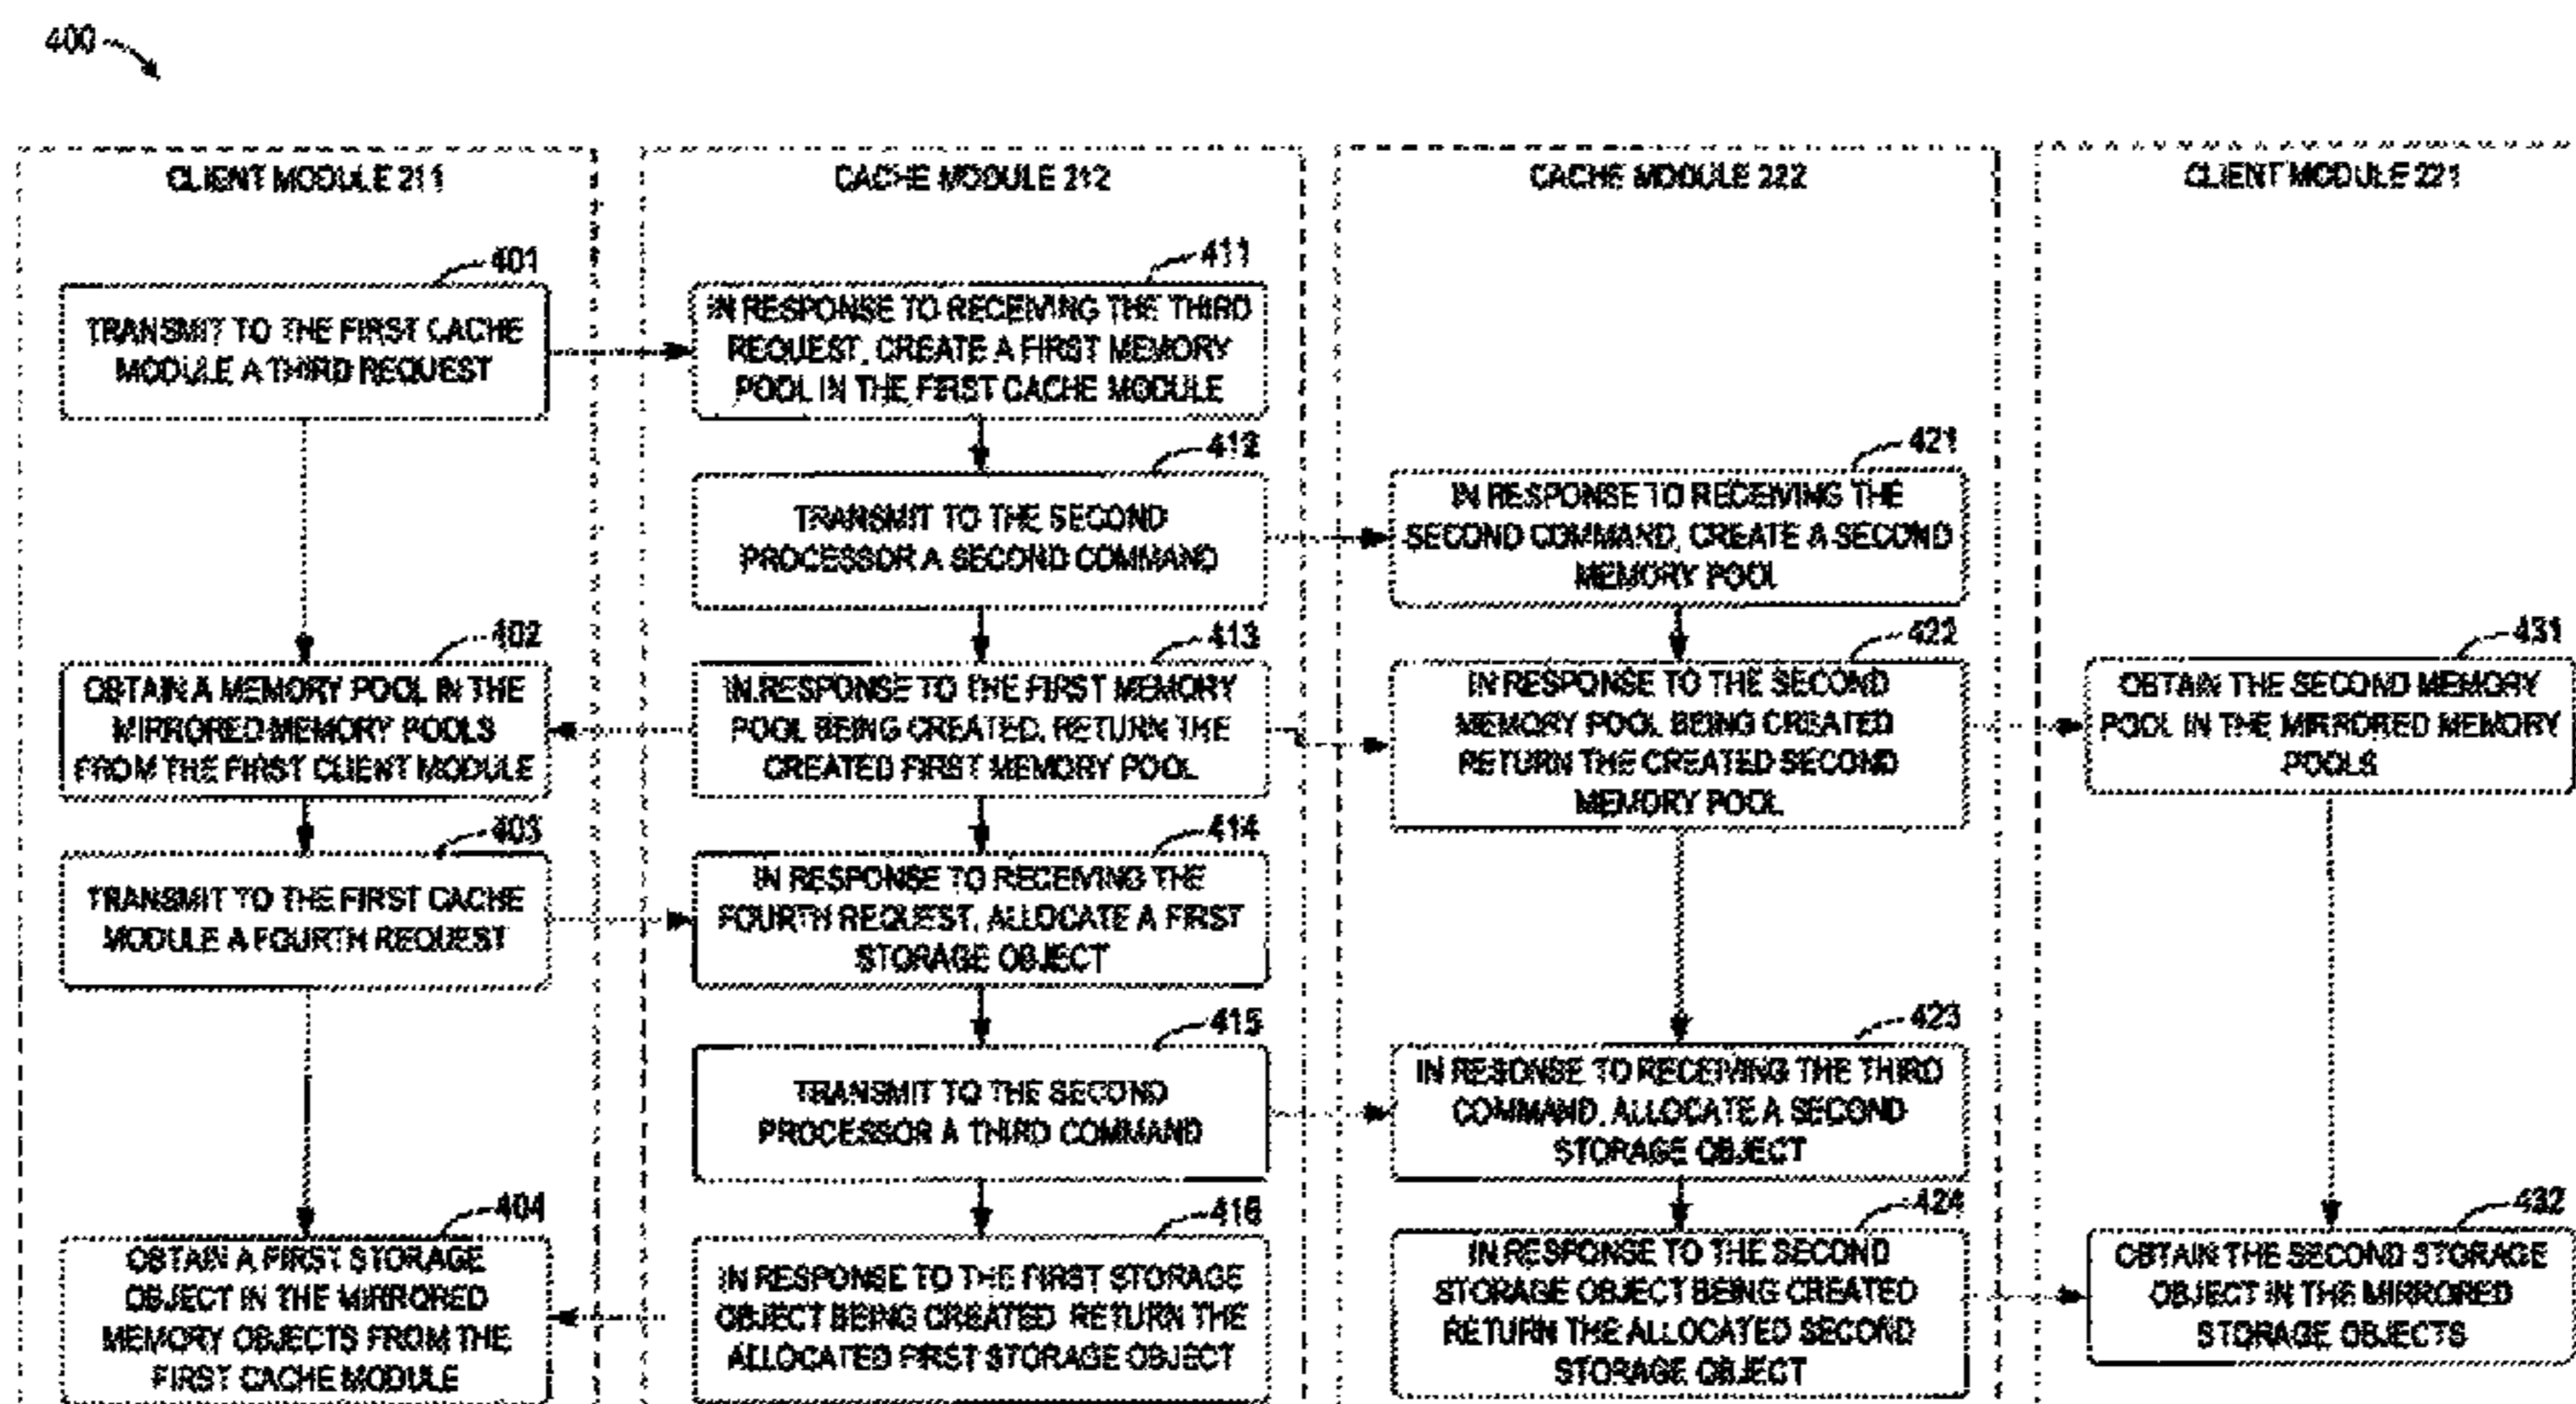 400
CLIENT MODULE 211
401
TRANSMIT TO THE FIRST CACHE
MODULE A THIRD REQUEST
402
OBTAIN A MEMORY POOL IN THE
MIRRORED MEMORY POOLS
FROM THE FIRST CLIENT MODULE
403
TRANSMIT TO THE FIRST CACHE
MODULE A FOURTH REQUEST
404
OBTAIN A FIRST STORAGE
OBJECT IN THE MIRRORED
MEMORY OBJECTS FROM THE
FIRST CACHE MODULE
CACHE MODULE 212
411
IN RESPONSE TO RECEIVING THE THIRD
REQUEST, CREATE A FIRST MEMORY
POOL IN THE FIRST CACHE MODULE
412
TRANSMIT TO THE SECOND
PROCESSOR A SECOND COMMAND
413
IN RESPONSE TO THE FIRST MEMORY
POOL BEING CREATED, RETURN THE
CREATED FIRST MEMORY POOL
414
IN RESPONSE TO RECEIVING THE
FOURTH REQUEST, ALLOCATE A FIRST
STORAGE OBJECT
415
TRANSMIT TO THE SECOND
PROCESSOR A THIRD COMMAND
416
IN RESPONSE TO THE FIRST STORAGE
OBJECT BEING CREATED RETURN THE
ALLOCATED FIRST STORAGE OBJECT
CACHE MODULE 222
421
IN RESPONSE TO RECEIVING THE
SECOND COMMAND, CREATE A SECOND
MEMORY POOL
422
IN RESPONSE TO THE SECOND
MEMORY POOL BEING CREATED
RETURN THE CREATED SECOND
MEMORY POOL
423
IN RESONSE TO RECEIVING THE THIRD
COMMAND, ALLOCATE A SECOND
STORAGE OBJECT
424
IN RESPONSE TO THE SECOND
STORAGE OBJECT BEING CREATED
RETURN THE ALLOCATED SECOND
STORAGE OBJECT
CLIENT MODULE 221
431
OBTAIN THE SECOND MEMORY
POOL IN THE MIRRORED MEMORY
POOLS
432
OBTAIN THE SECOND STORAGE
OBJECT IN THE MIRRORED
STORAGE OBJECTS